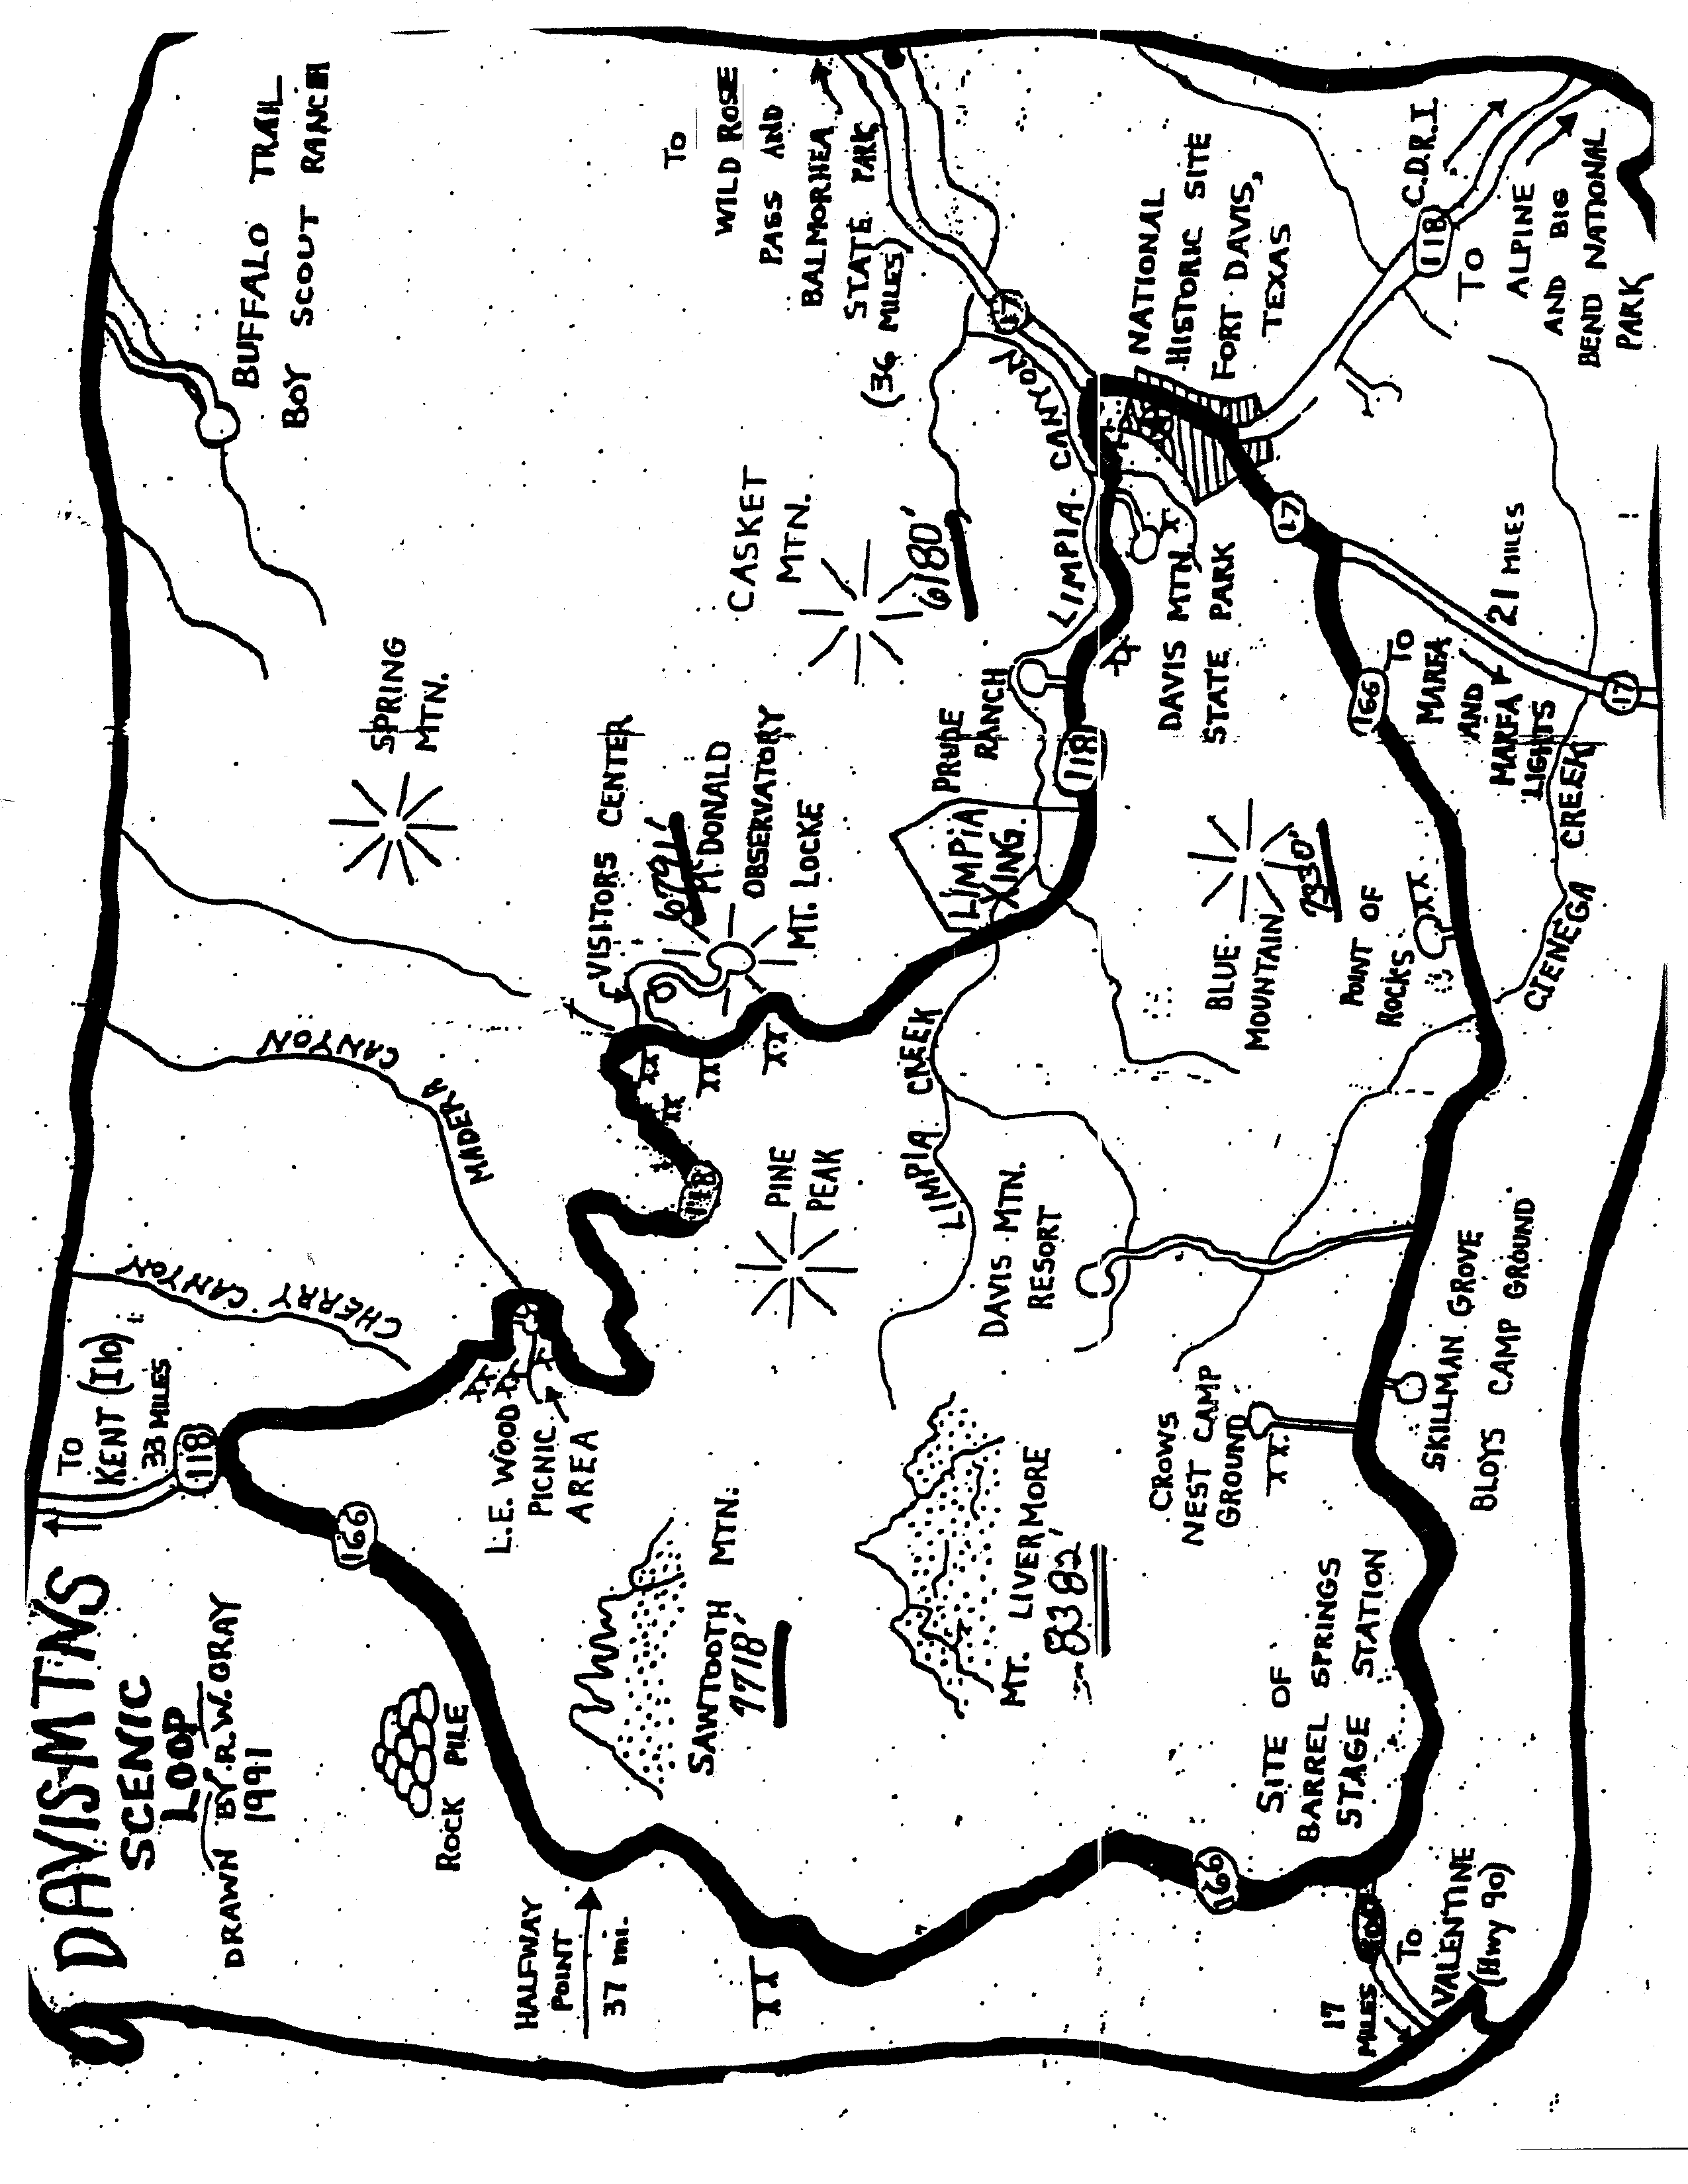 DAVIS MTNS
SCENIC
LOOP
DRAWN BY R.W. GRAY
1991
TO
KENT (I10)
33 MILES
118
CHERRY CANYON
MADERA CANYON
BUFFALO TRAIL
BOY SCOUT RANCH
166
ROCK PILE
L.E. WOOD
PICNIC
AREA
SPRING
MTN.
HALFWAY
POINT
37 mi.
SAWTOOTH MTN.
7718'
118
PINE
PEAK
VISITORS CENTER
6791'
McDONALD
OBSERVATORY
MT. LOCKE
CASKET
MTN.
6180'
TO
WILD ROSE
PASS AND
BALMORHEA
STATE PARK
(36 MILES)
MT. LIVERMORE
8382'
LIMPIA CREEK
LIMPIA
XING
PRUDE
RANCH
118
LIMPIA CANYON
17
DAVIS MTN.
RESORT
DAVIS MTN.
STATE PARK
NATIONAL
HISTORIC SITE
FORT DAVIS,
TEXAS
CROWS
NEST CAMP
GROUND
BLUE
MOUNTAIN
7330'
17
166
SITE OF
BARREL SPRINGS
STAGE STATION
POINT OF
ROCKS
166
118
C.D.R.I.
TO
ALPINE
AND BIG
BEND NATIONAL
PARK
17
MILES
TO
VALENTINE
(Hwy 90)
SKILLMAN GROVE
BLOYS CAMP GROUND
CIENEGA CREEK
TO
MARFA
AND
MARFA
LIGHTS
21 MILES
17